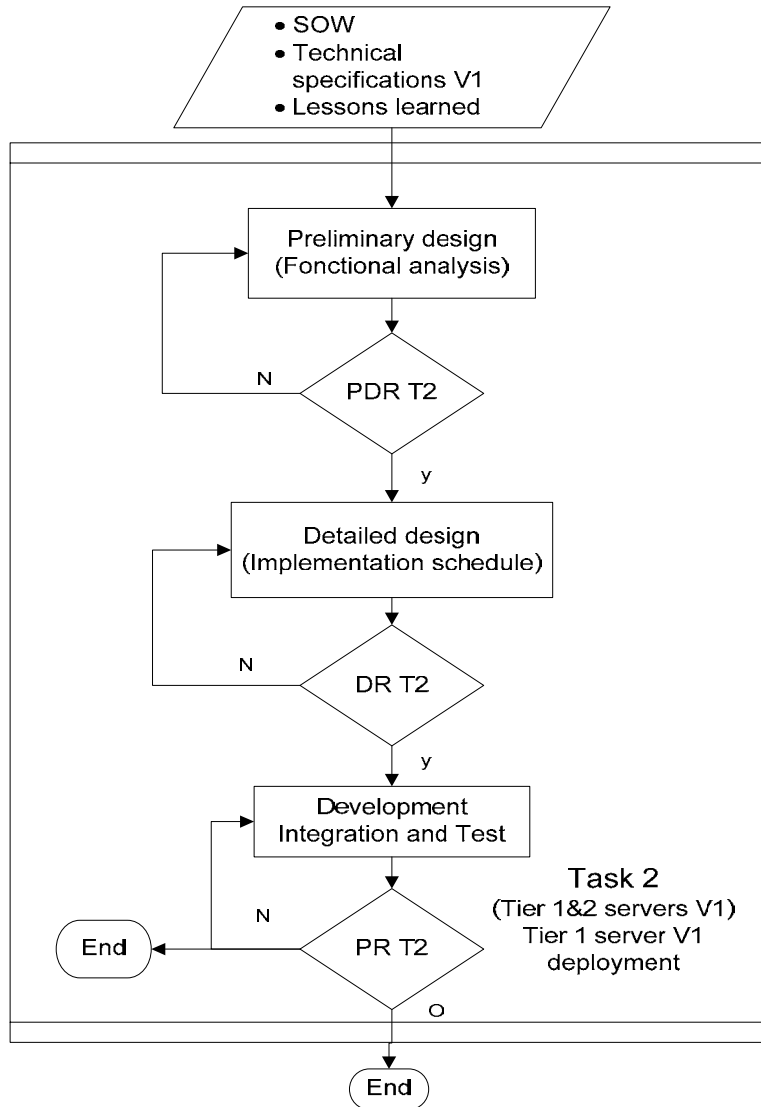 • SOW
• Technical
specifications V1
• Lessons learned
Preliminary design
(Fonctional analysis)
N
PDR T2
y
Detailed design
(Implementation schedule)
N
DR T2
y
Development
Integration and Test
Task 2
(Tier 1&2 servers V1)
Tier 1 server V1
deployment
N
End
PR T2
O
End